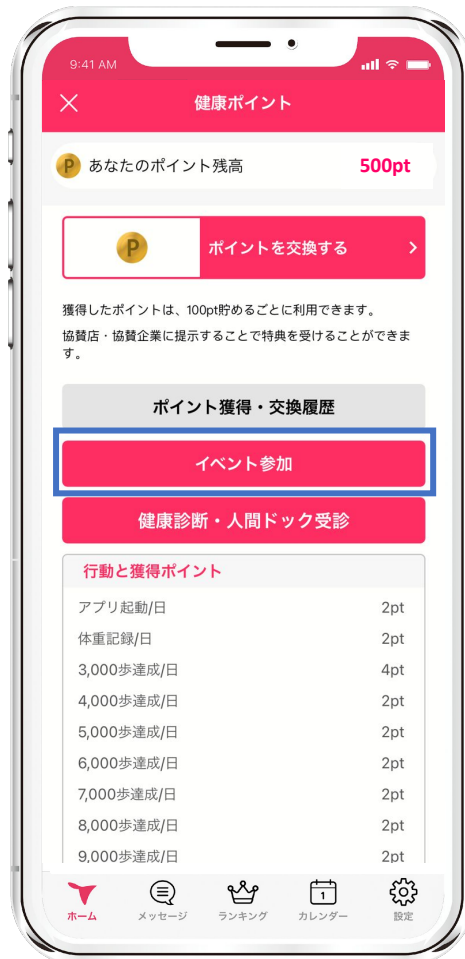 9:41 AM
健康ポイント
P あなたのポイント残高 500pt
P ポイントを交換する
獲得したポイントは、100pt貯めるごとに利用できます。
協賛店・協賛企業に提示することで特典を受けることができま
す。
ポイント獲得・交換履歴
イベント参加
健康診断・人間ドック受診
行動と獲得ポイント
アプリ起動/日 2pt
体重記録/日 2pt
3,000歩達成/日 4pt
4,000歩達成/日 2pt
5,000歩達成/日 2pt
6,000歩達成/日 2pt
7,000歩達成/日 2pt
8,000歩達成/日 2pt
9,000歩達成/日 2pt
1
ホーム メッセージ ランキング カレンダー 設定